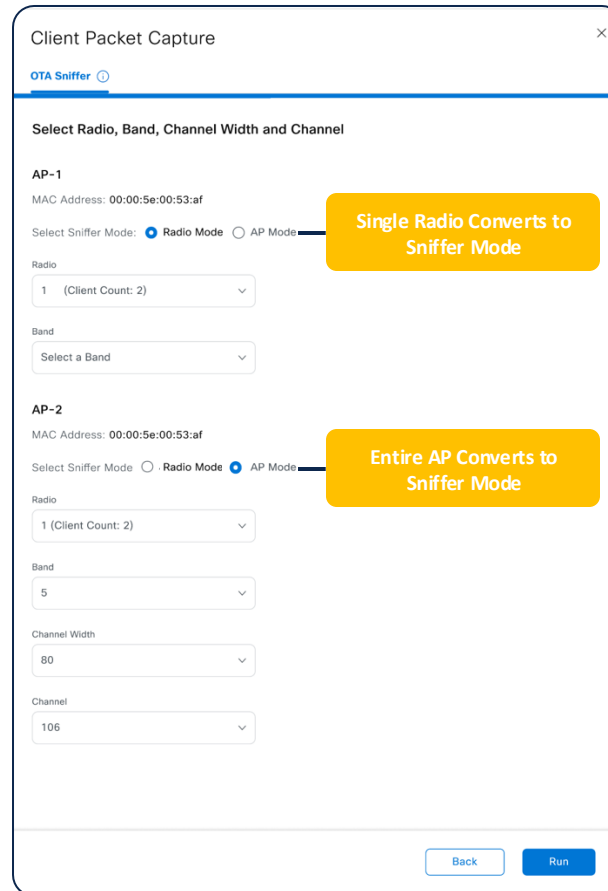 Client Packet Capture
OTA Sniffer
Select Radio, Band, Channel Width and Channel
AP-1
MAC Address: 00:00:5e:00:53:af
Select Sniffer Mode: Radio Mode AP Mode
Single Radio Converts to
Sniffer Mode
Radio
1 (Client Count: 2)
Band
Select a Band
AP-2
MAC Address: 00:00:5e:00:53:af
Select Sniffer Mode . Radio Mode AP Mode
Entire AP Converts to
Sniffer Mode
Radio
1 (Client Count: 2)
Band
5
Channel Width
80
Channel
106
Back Run